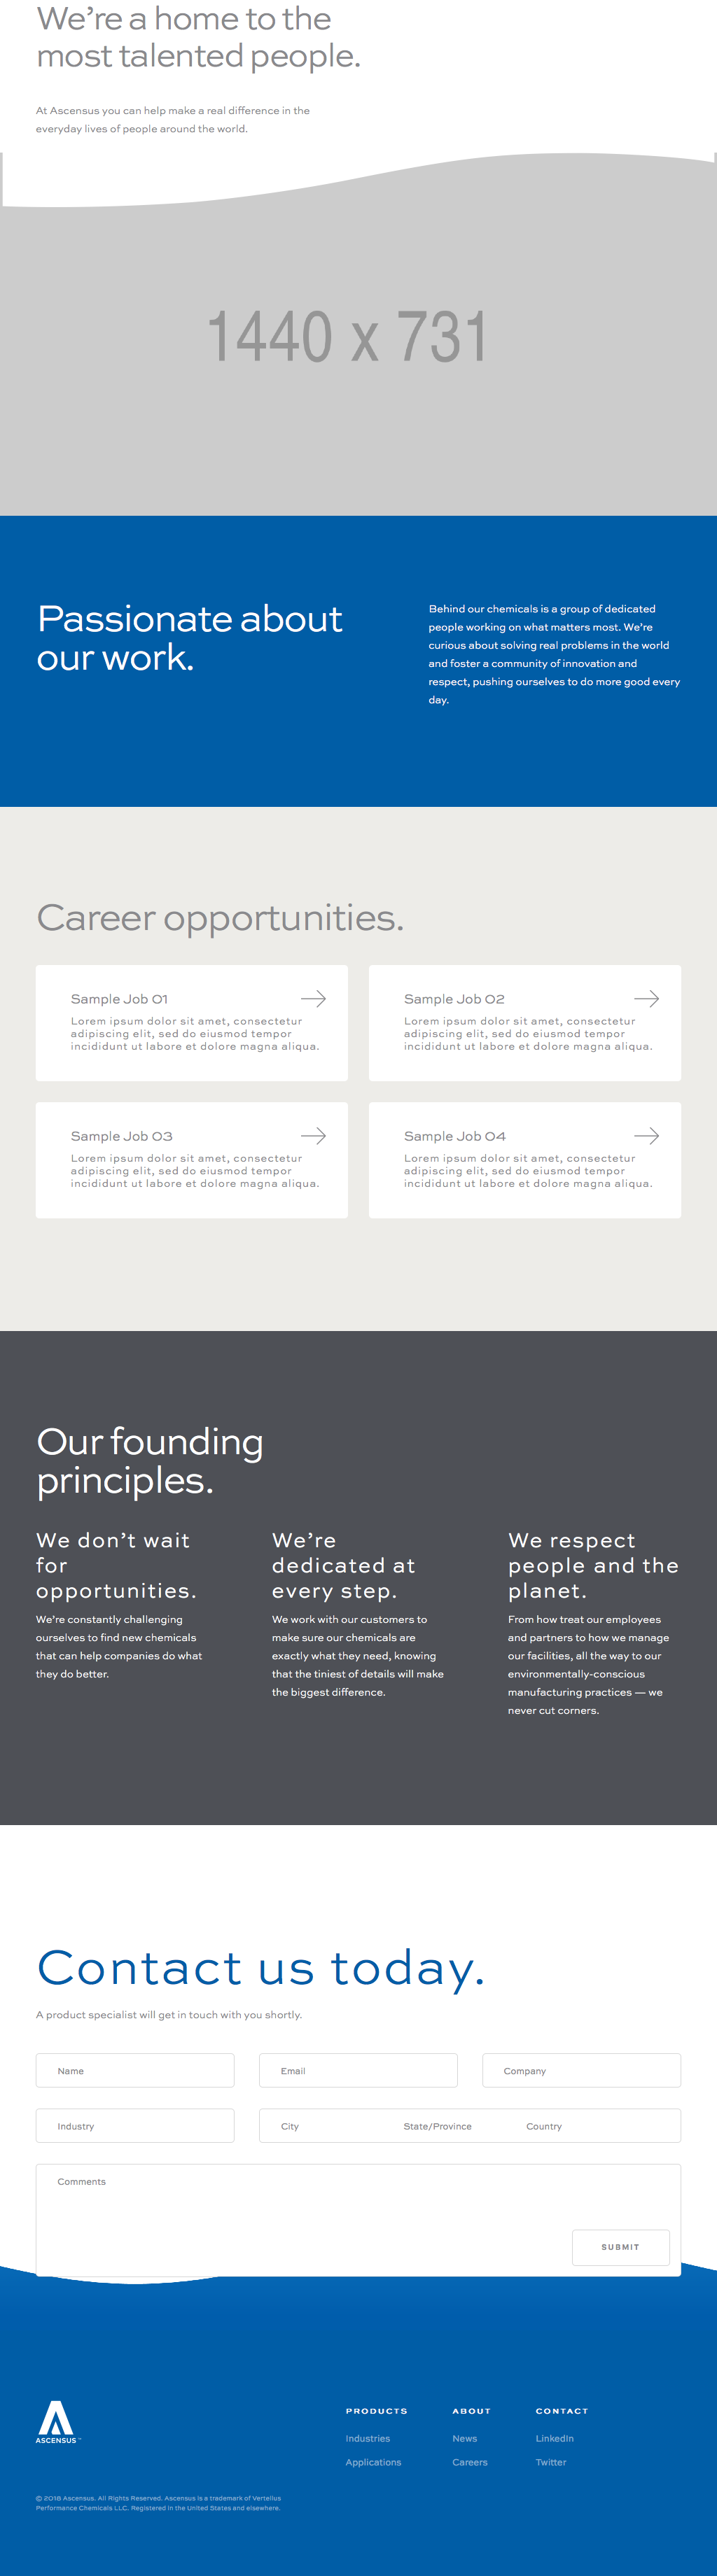 We’re a home to the
most talented people.
At Ascensus you can help make a real difference in the
everyday lives of people around the world.
1440 x 731
Passionate about
our work.
Behind our chemicals is a group of dedicated
people working on what matters most. We’re
curious about solving real problems in the world
and foster a community of innovation and
respect, pushing ourselves to do more good every
day.
Career opportunities.
Sample Job 01
Lorem ipsum dolor sit amet, consectetur
adipiscing elit, sed do eiusmod tempor
incididunt ut labore et dolore magna aliqua.
Sample Job 02
Lorem ipsum dolor sit amet, consectetur
adipiscing elit, sed do eiusmod tempor
incididunt ut labore et dolore magna aliqua.
Sample Job 03
Lorem ipsum dolor sit amet, consectetur
adipiscing elit, sed do eiusmod tempor
incididunt ut labore et dolore magna aliqua.
Sample Job 04
Lorem ipsum dolor sit amet, consectetur
adipiscing elit, sed do eiusmod tempor
incididunt ut labore et dolore magna aliqua.
Our founding
principles.
We don’t wait
for
opportunities.
We’re constantly challenging
ourselves to find new chemicals
that can help companies do what
they do better.
We’re
dedicated at
every step.
We work with our customers to
make sure our chemicals are
exactly what they need, knowing
that the tiniest of details will make
the biggest difference.
We respect
people and the
planet.
From how treat our employees
and partners to how we manage
our facilities, all the way to our
environmentally-conscious
manufacturing practices — we
never cut corners.
Contact us today.
A product specialist will get in touch with you shortly.
Name
Email
Company
Industry
City
State/Province
Country
Comments
SUBMIT
ASCENSUS™
PRODUCTS
Industries
Applications
ABOUT
News
Careers
CONTACT
LinkedIn
Twitter
© 2018 Ascensus. All Rights Reserved. Ascensus is a trademark of Vertellus
Performance Chemicals LLC. Registered in the United States and elsewhere.